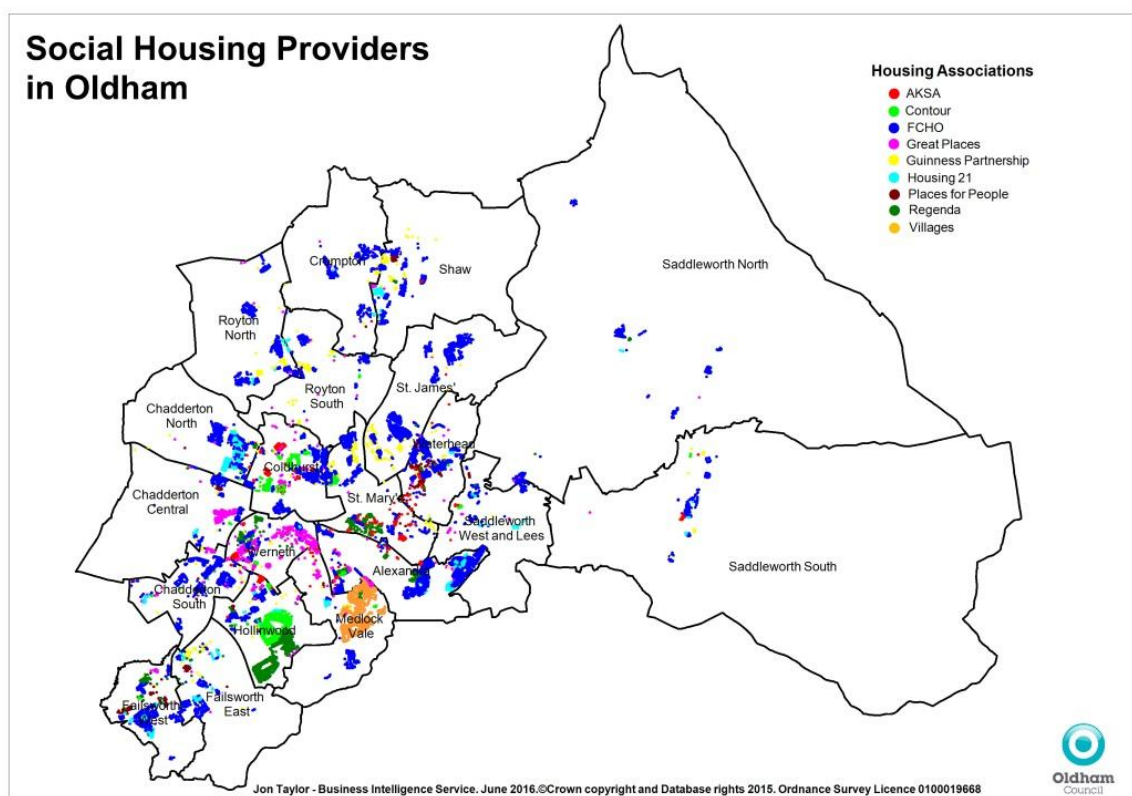 Social Housing Providers
in Oldham
Housing Associations
AKSA
Contour
FCHO
Great Places
Guinness Partnership
Housing 21
Places for People
Regenda
Villages
Saddleworth North
Crompton
Shaw
Royton
North
Royton
South
St. James'
Chadderton
North
Waterhead
Coldhurst
Chadderton
Central
St. Mary's
Saddleworth
West and Lees
Werneth
Alexandra
Saddleworth South
Chadderton
South
Medlock
Vale
Hollinwood
Failsworth
East
Failsworth
West
Oldham
Council
Jon Taylor - Business Intelligence Service. June 2016.©Crown copyright and Database rights 2015. Ordnance Survey Licence 0100019668